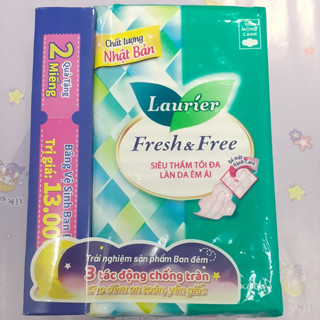 Chất lượng
Nhật Bản
Laurier
Fresh & Free
SIÊU THẤM TỐI ĐA
LÀN DA ÊM ÁI
Bề mặt
2 Quà Tặng
Miếng
Băng Vệ Sinh Ban
Trị giá: 13.00
Trải nghiệm sản phẩm Ban đêm
3 tác động chống tràn